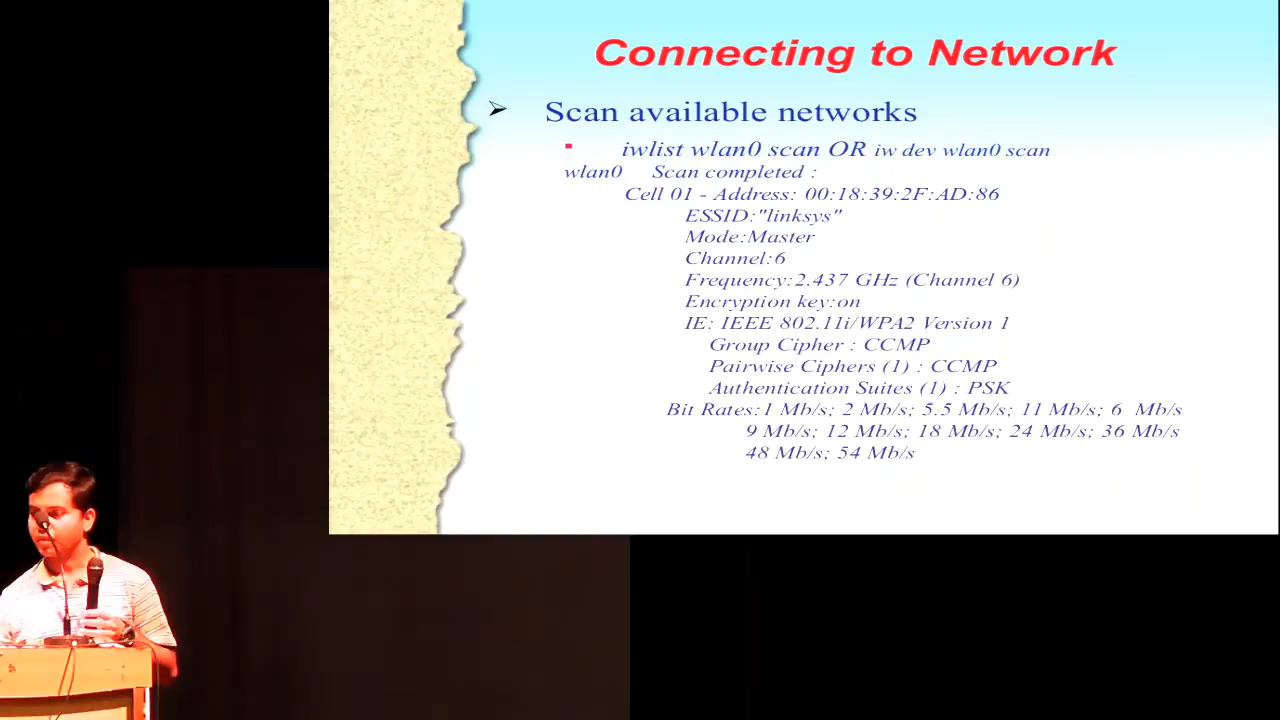 Connecting to Network
Scan available networks
iwlist wlan0 scan OR iw dev wlan0 scan
wlan0 Scan completed :
Cell 01 - Address: 00:18:39:2F:AD:86
ESSID:"linksys"
Mode:Master
Channel:6
Frequency:2.437 GHz (Channel 6)
Encryption key:on
IE: IEEE 802.11i/WPA2 Version 1
Group Cipher : CCMP
Pairwise Ciphers (1) : CCMP
Authentication Suites (1) : PSK
Bit Rates:1 Mb/s; 2 Mb/s; 5.5 Mb/s; 11 Mb/s; 6 Mb/s
9 Mb/s; 12 Mb/s; 18 Mb/s; 24 Mb/s; 36 Mb/s
48 Mb/s; 54 Mb/s